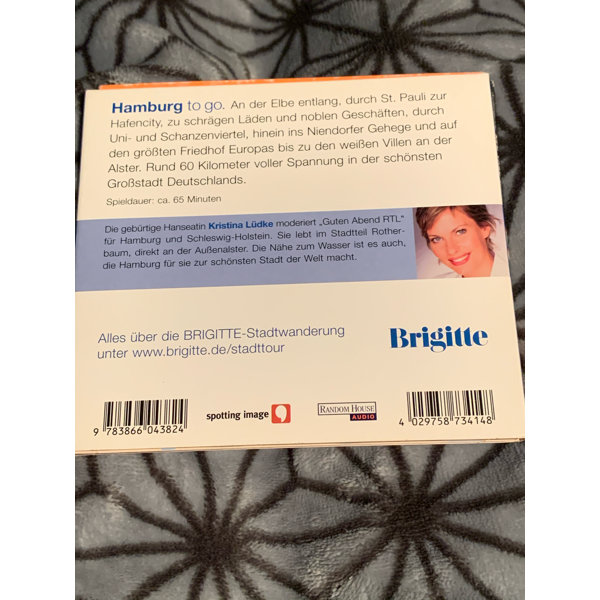 Hamburg to go. An der Elbe entlang, durch St. Pauli zur
Hafencity, zu schrägen Läden und noblen Geschäften, durch
Uni- und Schanzenviertel, hinein ins Niendorfer Gehege und auf
den größten Friedhof Europas bis zu den weißen Villen an der
Alster. Rund 60 Kilometer voller Spannung in der schönsten
Großstadt Deutschlands.
Spieldauer: ca. 65 Minuten
Die gebürtige Hanseatin Kristina Lüdke moderiert „Guten Abend RTL"
für Hamburg und Schleswig-Holstein. Sie lebt im Stadtteil Rother-
baum, direkt an der Außenalster. Die Nähe zum Wasser ist es auch,
die Hamburg für sie zur schönsten Stadt der Welt macht.
Alles über die BRIGITTE-Stadtwanderung
unter www.brigitte.de/stadttour
Brigitte
9 783866 043824
spotting image
RANDOM HOUSE
AUDIO
4 029758 734148